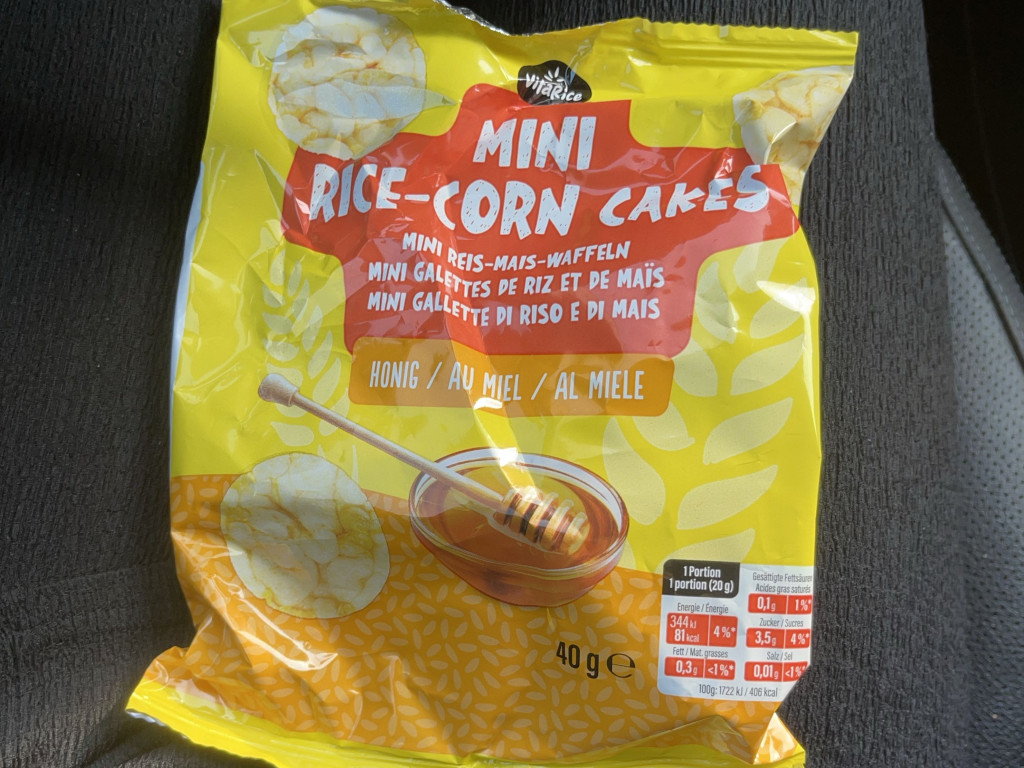 VitaRice
MINI
RICE-CORN CAKES
MINI REIS-MAIS-WAFFELN
MINI GALETTES DE RIZ ET DE MAÏS
MINI GALLETTE DI RISO E DI MAIS
HONIG / AU MIEL / AL MIELE
1 Portion
1 portion (20 g)
Energie / Énergie
344 kJ
81 kcal
4 %*
Fett / Mat. grasses
0,3 g
<1 %*
Gesättigte Fettsäuren
Acides gras saturés
0,1 g
1 %*
Zucker / Sucres
3,5 g
4 %*
Salz / Sel
0,01 g
<1 %*
100g: 1722 kJ / 406 kcal
40 g ℮